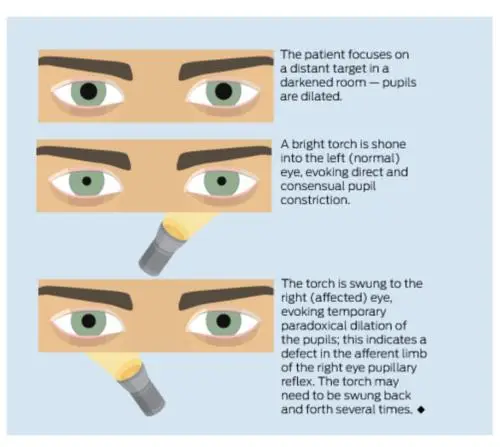 The patient focuses on
a distant target in a
darkened room — pupils
are dilated.
A bright torch is shone
into the left (normal)
eye, evoking direct and
consensual pupil
constriction.
The torch is swung to the
right (affected) eye,
evoking temporary
paradoxical dilation of
the pupils; this indicates a
defect in the afferent limb
of the right eye pupillary
reflex. The torch may
need to be swung back
and forth several times. ◆